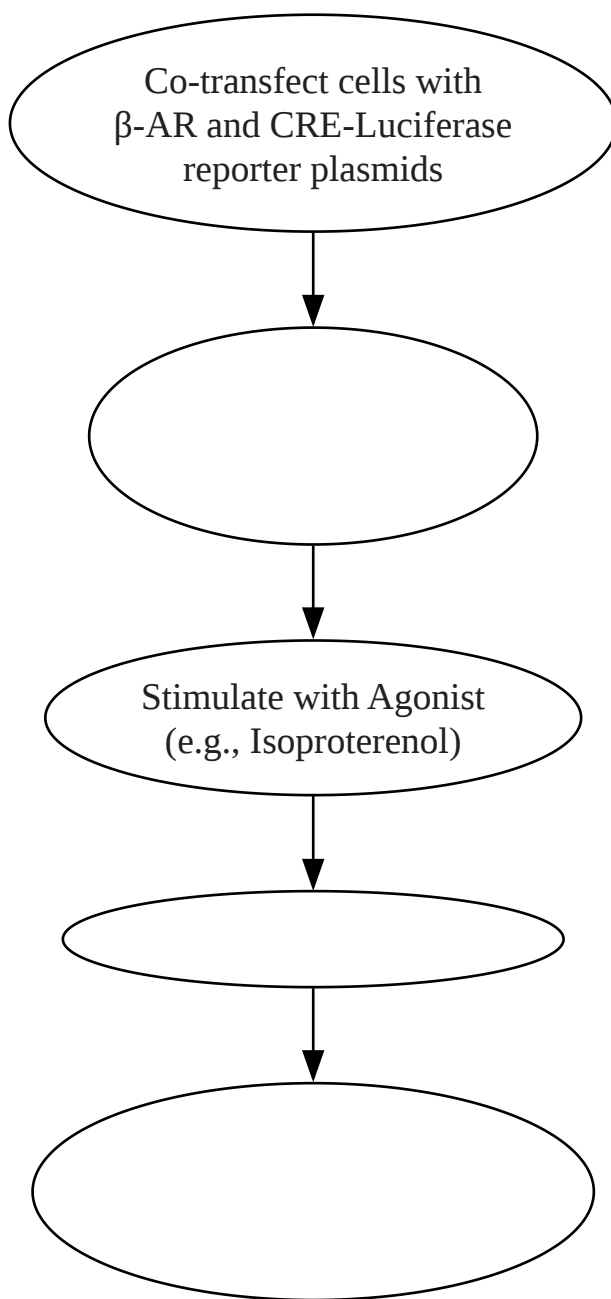 Co-transfect cells with
β-AR and CRE-Luciferase
reporter plasmids
Stimulate with Agonist
(e.g., Isoproterenol)